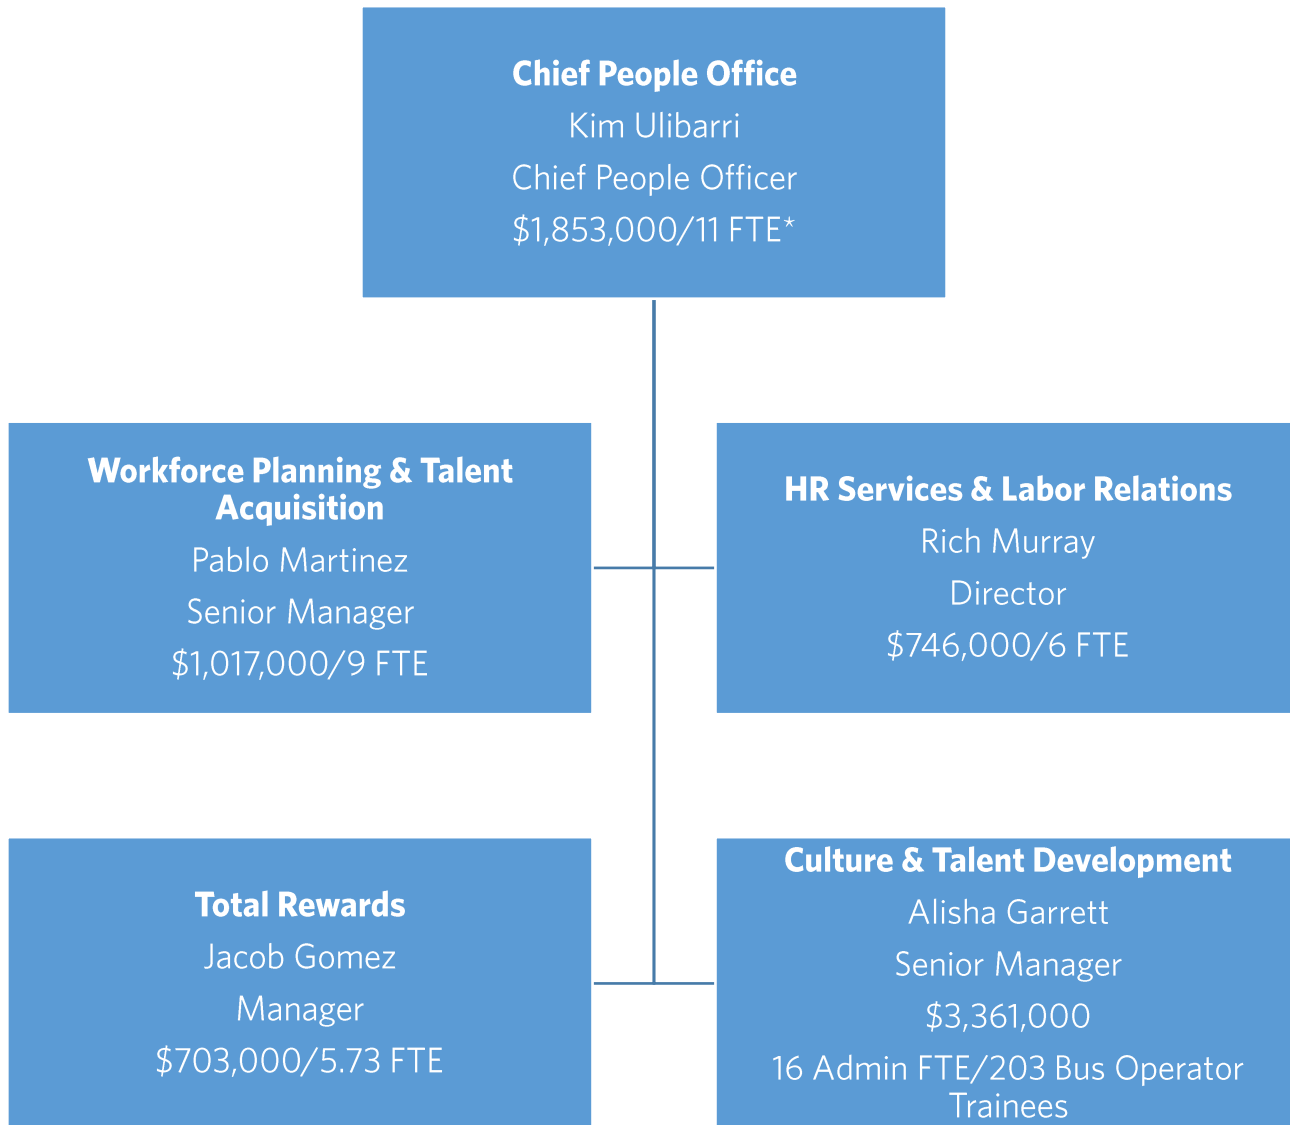 Chief People Office
Kim Ulibarri
Chief People Officer
$1,853,000/11 FTE*
Workforce Planning & Talent
Acquisition
Pablo Martinez
Senior Manager
$1,017,000/9 FTE
HR Services & Labor Relations
Rich Murray
Director
$746,000/6 FTE
Total Rewards
Jacob Gomez
Manager
$703,000/5.73 FTE
Culture & Talent Development
Alisha Garrett
Senior Manager
$3,361,000
16 Admin FTE/203 Bus Operator
Trainees